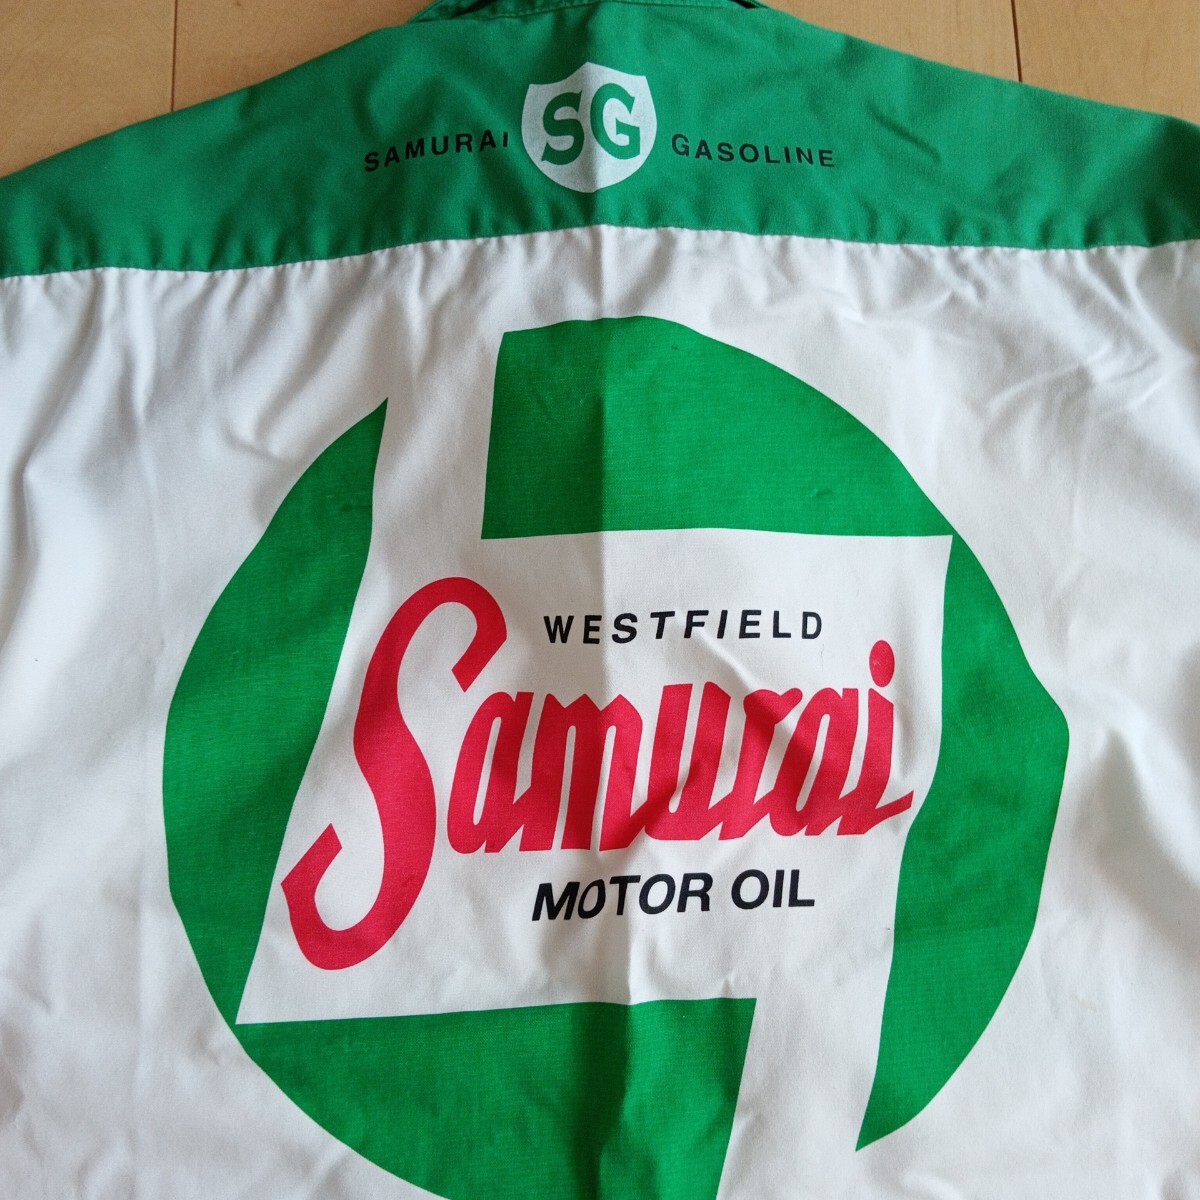 SAMURAI SG GASOLINE
WESTFIELD
Samurai
MOTOR OIL